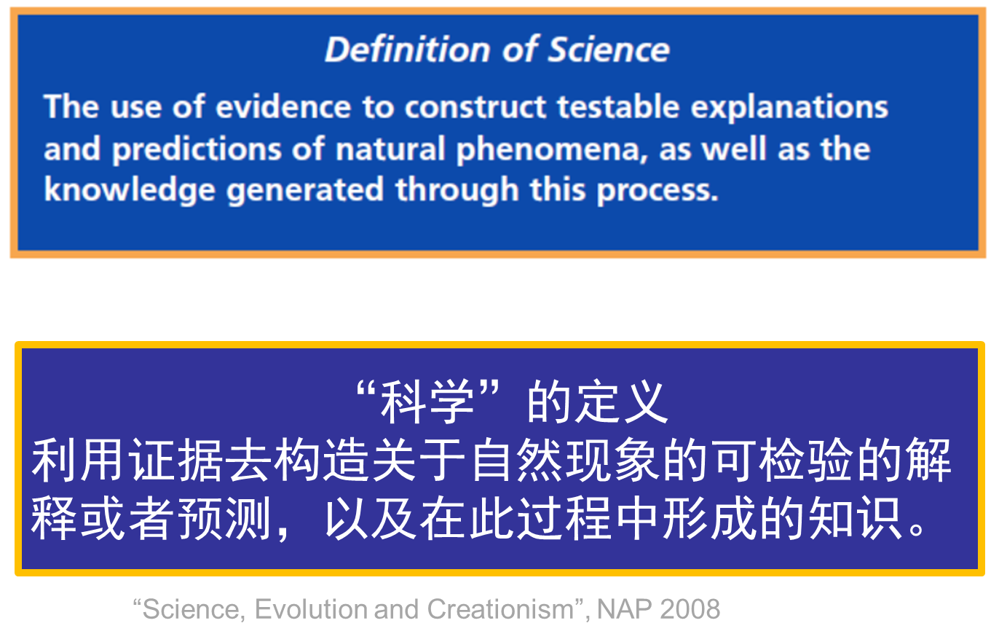 Definition of Science
The use of evidence to construct testable explanations
and predictions of natural phenomena, as well as the
knowledge generated through this process.
“科学”的定义
利用证据去构造关于自然现象的可检验的解
释或者预测，以及在此过程中形成的知识。
“Science, Evolution and Creationism”, NAP 2008